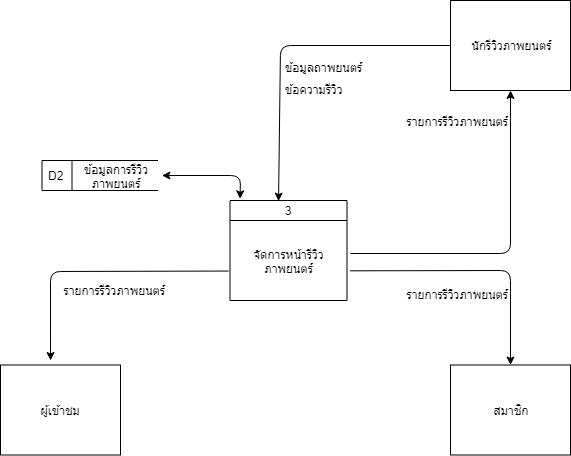 นักรีวิวภาพยนตร์
ข้อมูลถาพยนตร์
ข้อความรีวิว
รายการรีวิวภาพยนตร์
D2
ข้อมูลการรีวิว
ภาพยนตร์
3
จัดการหน้ารีวิว
ภาพยนตร์
รายการรีวิวภาพยนตร์
รายการรีวิวภาพยนตร์
ผู้เข้าชม
สมาชิก